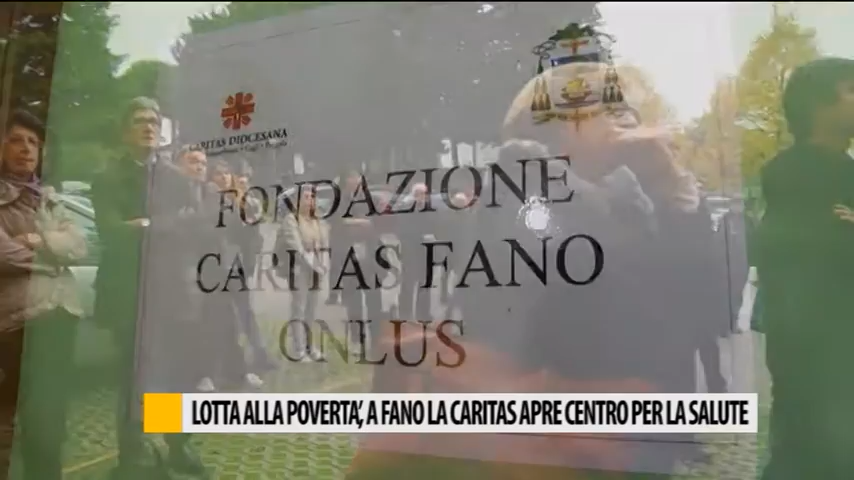 CARITAS DIOCESANA
FONDAZIONE
CARITAS FANO
ONLUS
LOTTA ALLA POVERTA', A FANO LA CARITAS APRE CENTRO PER LA SALUTE